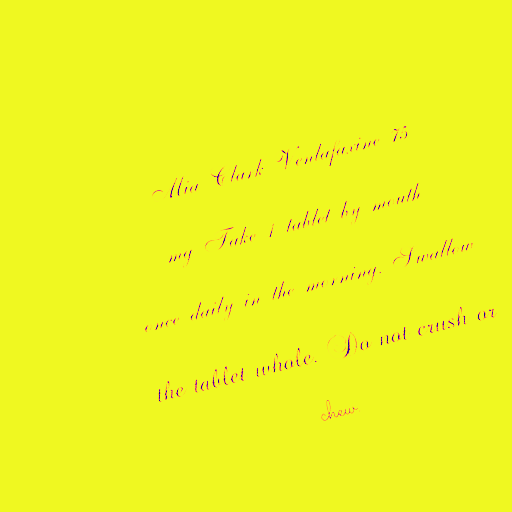 Mia Clark Venlafaxine 75
mg Take 1 tablet by mouth
once daily in the morning. Swallow
the tablet whole. Do not crush or
chew